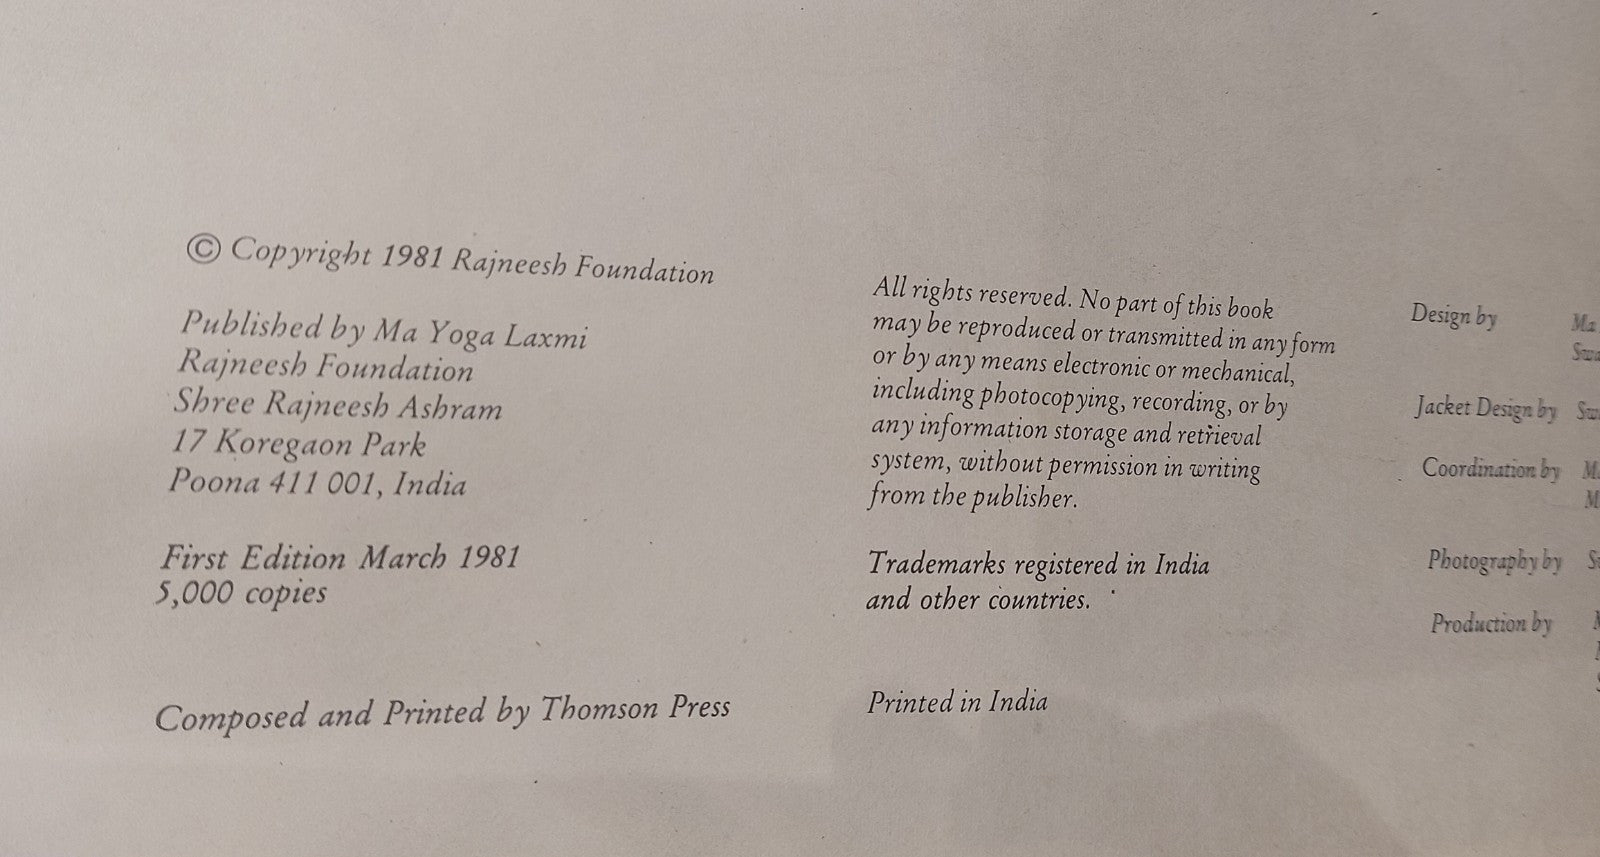 © Copyright 1981 Rajneesh Foundation
Published by Ma Yoga Laxmi
Rajneesh Foundation
Shree Rajneesh Ashram
17 Koregaon Park
Poona 411 001, India
First Edition March 1981
5,000 copies
Composed and Printed by Thomson Press
All rights reserved. No part of this book
may be reproduced or transmitted in any form
or by any means electronic or mechanical,
including photocopying, recording, or by
any information storage and retrieval
system, without permission in writing
from the publisher.
Trademarks registered in India
and other countries.
Printed in India
Design by Ma
Jacket Design by
Coordination by
Photography by
Production by